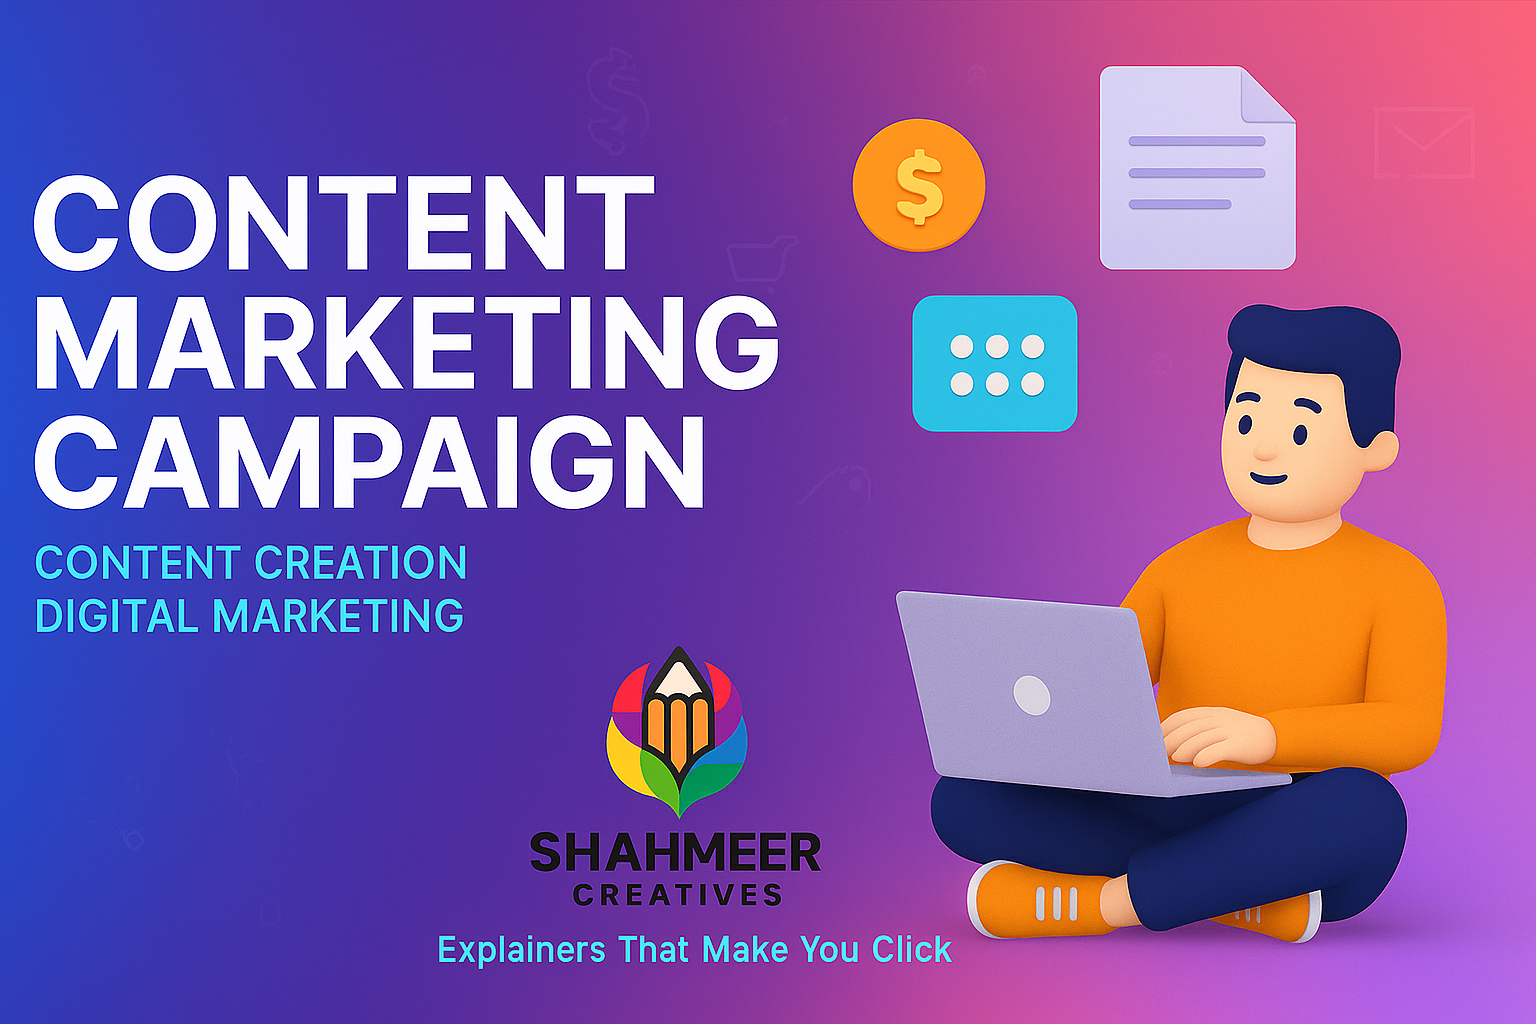 CONTENT
MARKETING
CAMPAIGN
CONTENT CREATION
DIGITAL MARKETING
$
SHAHMEER
CREATIVES
Explainers That Make You Click